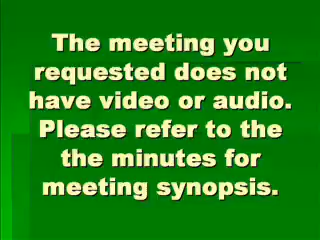 The meeting you
requested does not
have video or audio.
Please refer to the
the minutes for
meeting synopsis.